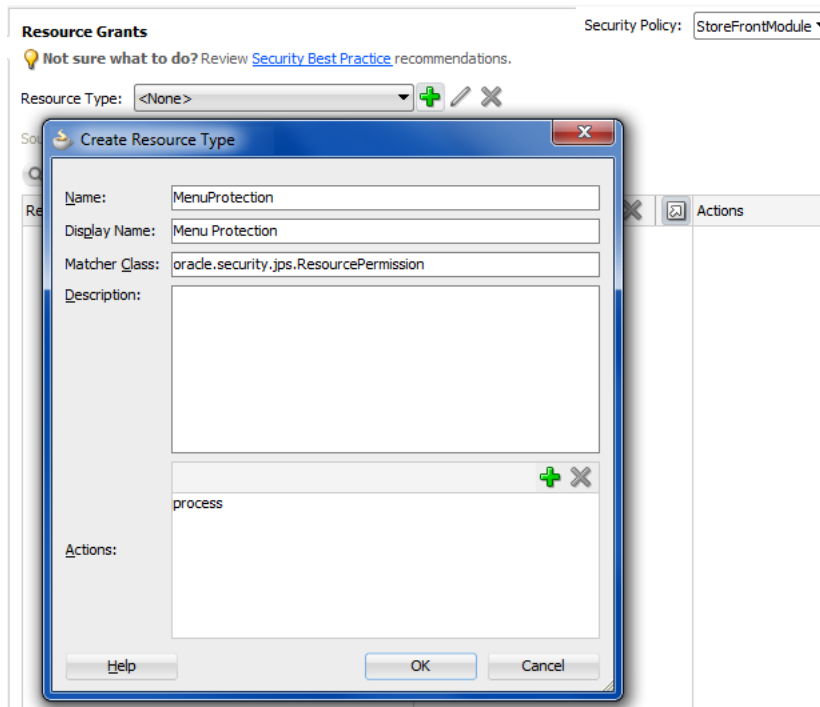 Resource Grants
Security Policy: StoreFrontModule
Not sure what to do? Review Security Best Practice recommendations.
Resource Type: <None>
Sou
Create Resource Type
Re
Actions
Name: MenuProtection
Display Name: Menu Protection
Matcher Class: oracle.security.jps.ResourcePermission
Description:
process
Actions:
Help
OK
Cancel